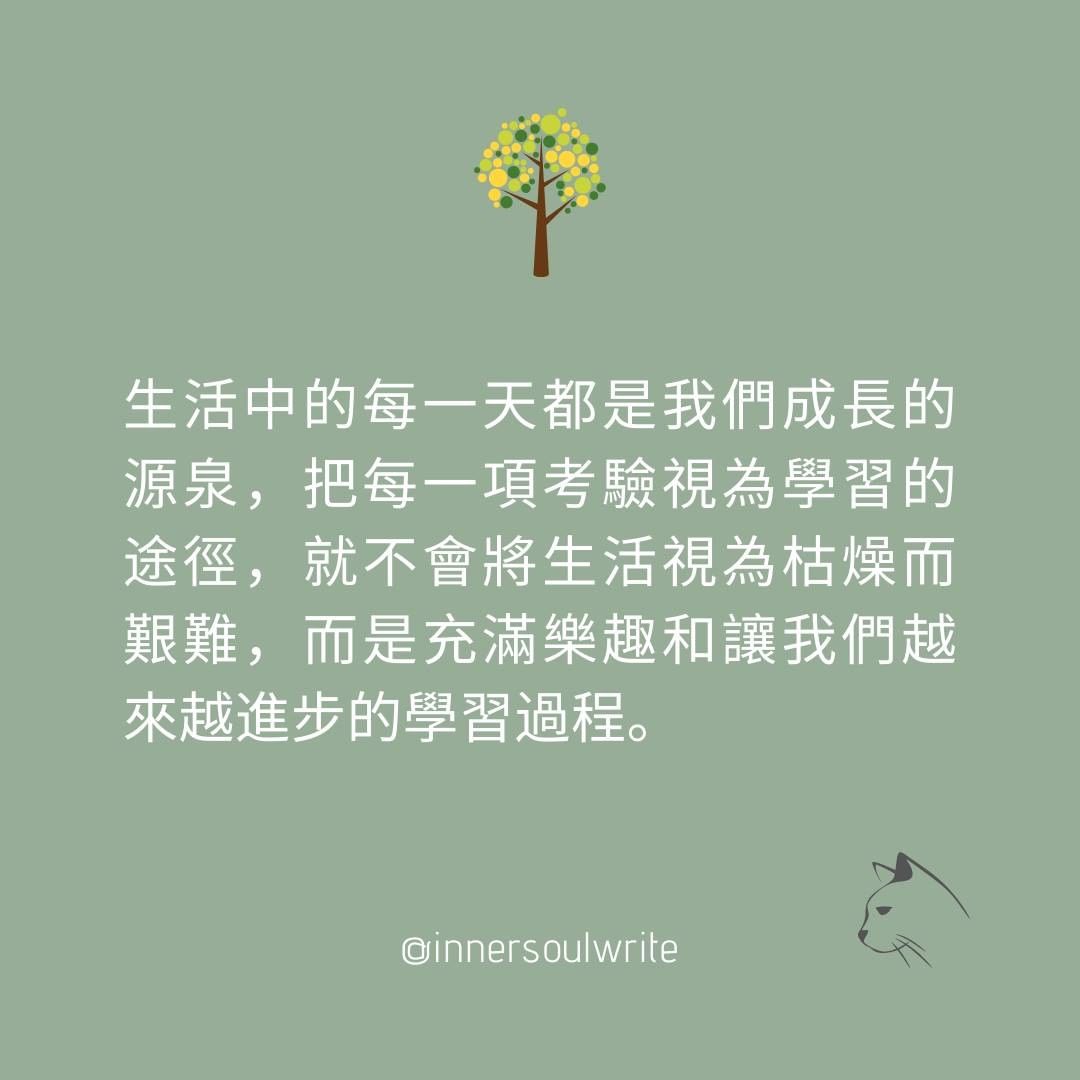 生活中的每一天都是我們成長的
源泉，把每一項考驗視為學習的
途徑，就不會將生活視為枯燥而
艱難，而是充滿樂趣和讓我們越
來越進步的學習過程。
@innersoulwrite